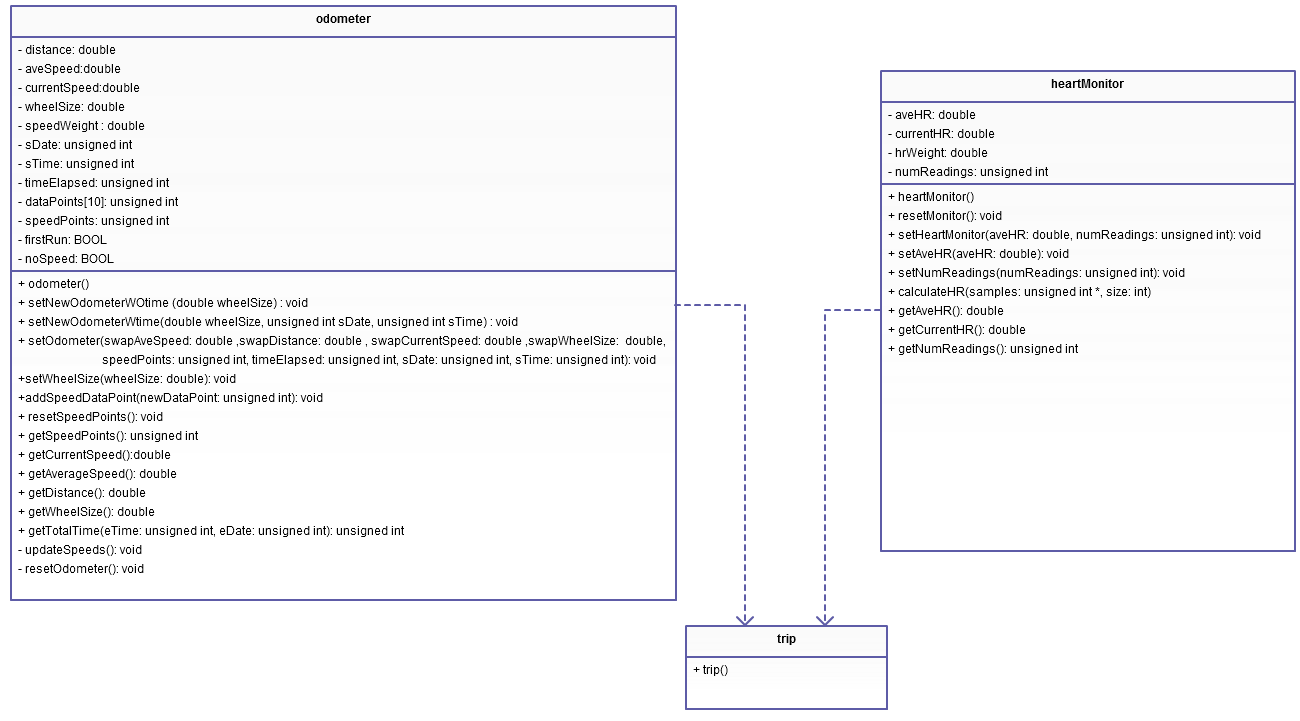 odometer
- distance: double
- aveSpeed:double
- currentSpeed:double
- wheelSize: double
- speedWeight : double
- sDate: unsigned int
- sTime: unsigned int
- timeElapsed: unsigned int
- dataPoints[10]: unsigned int
- speedPoints: unsigned int
- firstRun: BOOL
- noSpeed: BOOL
+ odometer()
+ setNewOdometerWOtime (double wheelSize) : void
+ setNewOdometerWtime(double wheelSize, unsigned int sDate, unsigned int sTime) : void
+ setOdometer(swapAveSpeed: double ,swapDistance: double , swapCurrentSpeed: double ,swapWheelSize:  double,
speedPoints: unsigned int, timeElapsed: unsigned int, sDate: unsigned int, sTime: unsigned int): void
+setWheelSize(wheelSize: double): void
+addSpeedDataPoint(newDataPoint: unsigned int): void
+ resetSpeedPoints(): void
+ getSpeedPoints(): unsigned int
+ getCurrentSpeed():double
+ getAverageSpeed(): double
+ getDistance(): double
+ getWheelSize(): double
+ getTotalTime(eTime: unsigned int, eDate: unsigned int): unsigned int
- updateSpeeds(): void
- resetOdometer(): void
heartMonitor
- aveHR: double
- currentHR: double
- hrWeight: double
- numReadings: unsigned int
+ heartMonitor()
+ resetMonitor(): void
+ setHeartMonitor(aveHR: double, numReadings: unsigned int): void
+ setAveHR(aveHR: double): void
+ setNumReadings(numReadings: unsigned int): void
+ calculateHR(samples: unsigned int *, size: int)
+ getAveHR(): double
+ getCurrentHR(): double
+ getNumReadings(): unsigned int
trip
+ trip()